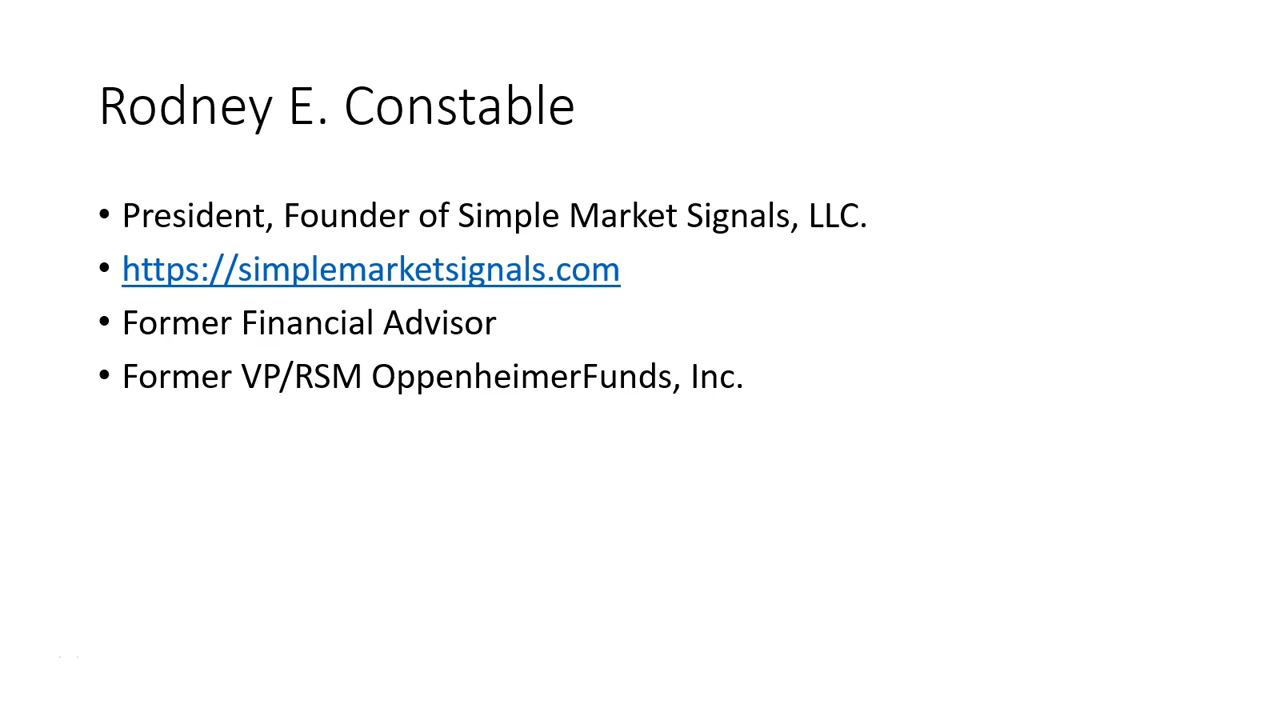 Rodney E. Constable
• President, Founder of Simple Market Signals, LLC.
• https://simplemarketsignals.com
• Former Financial Advisor
• Former VP/RSM OppenheimerFunds, Inc.